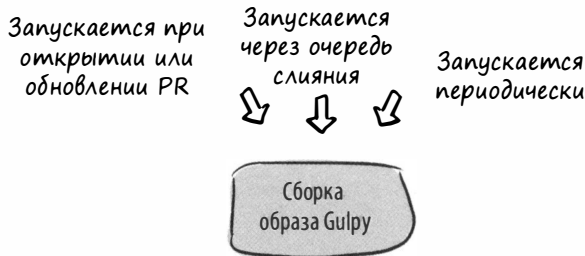 Запускается при
открытии или
обновлении PR
Запускается
через очередь
слияния
Запускается
периодически
Сборка
образа Gulpy